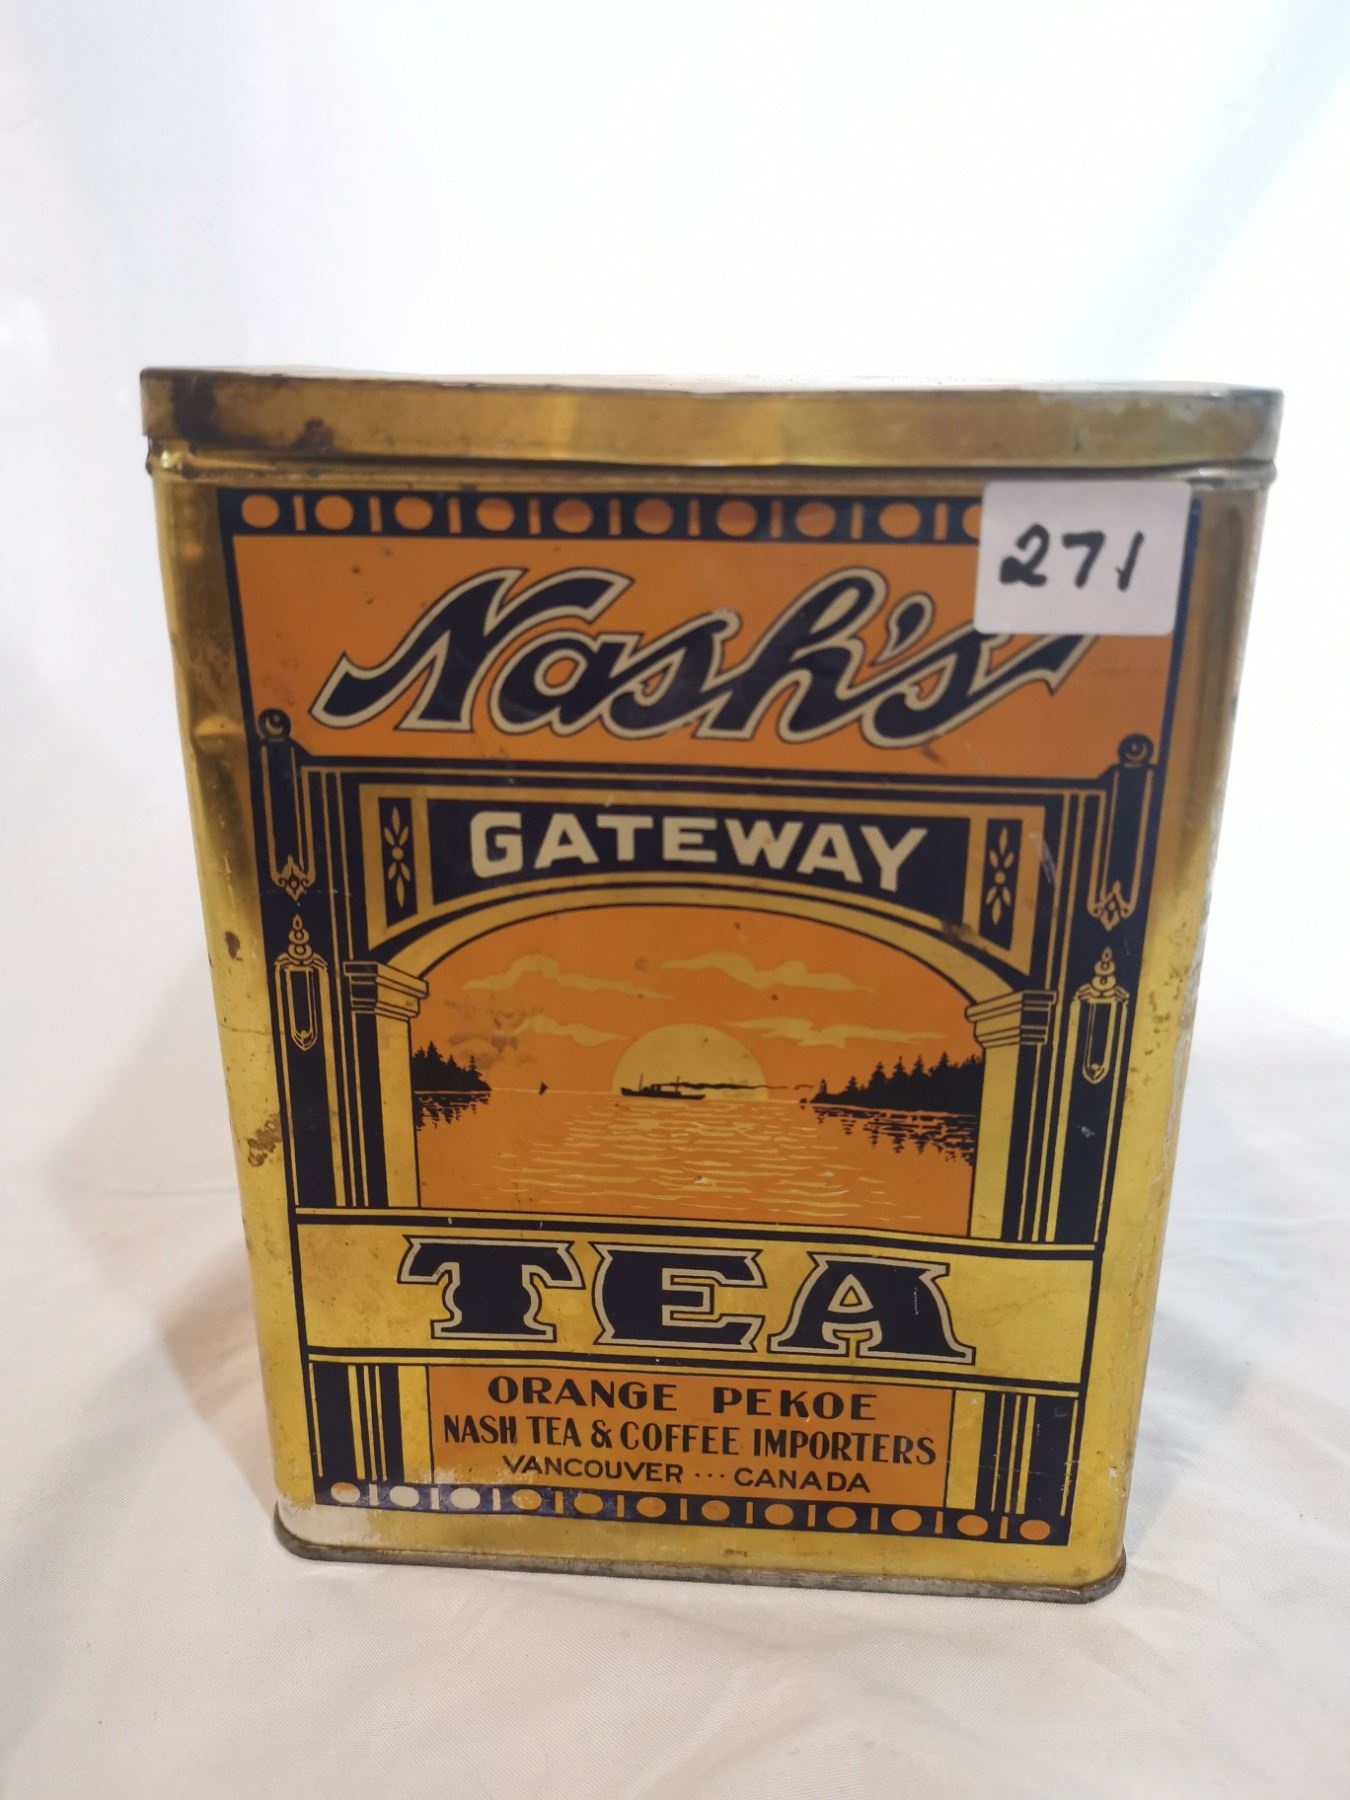 271
Nash's
GATEWAY
TEA
ORANGE PEKOE
NASH TEA & COFFEE IMPORTERS
VANCOUVER ... CANADA